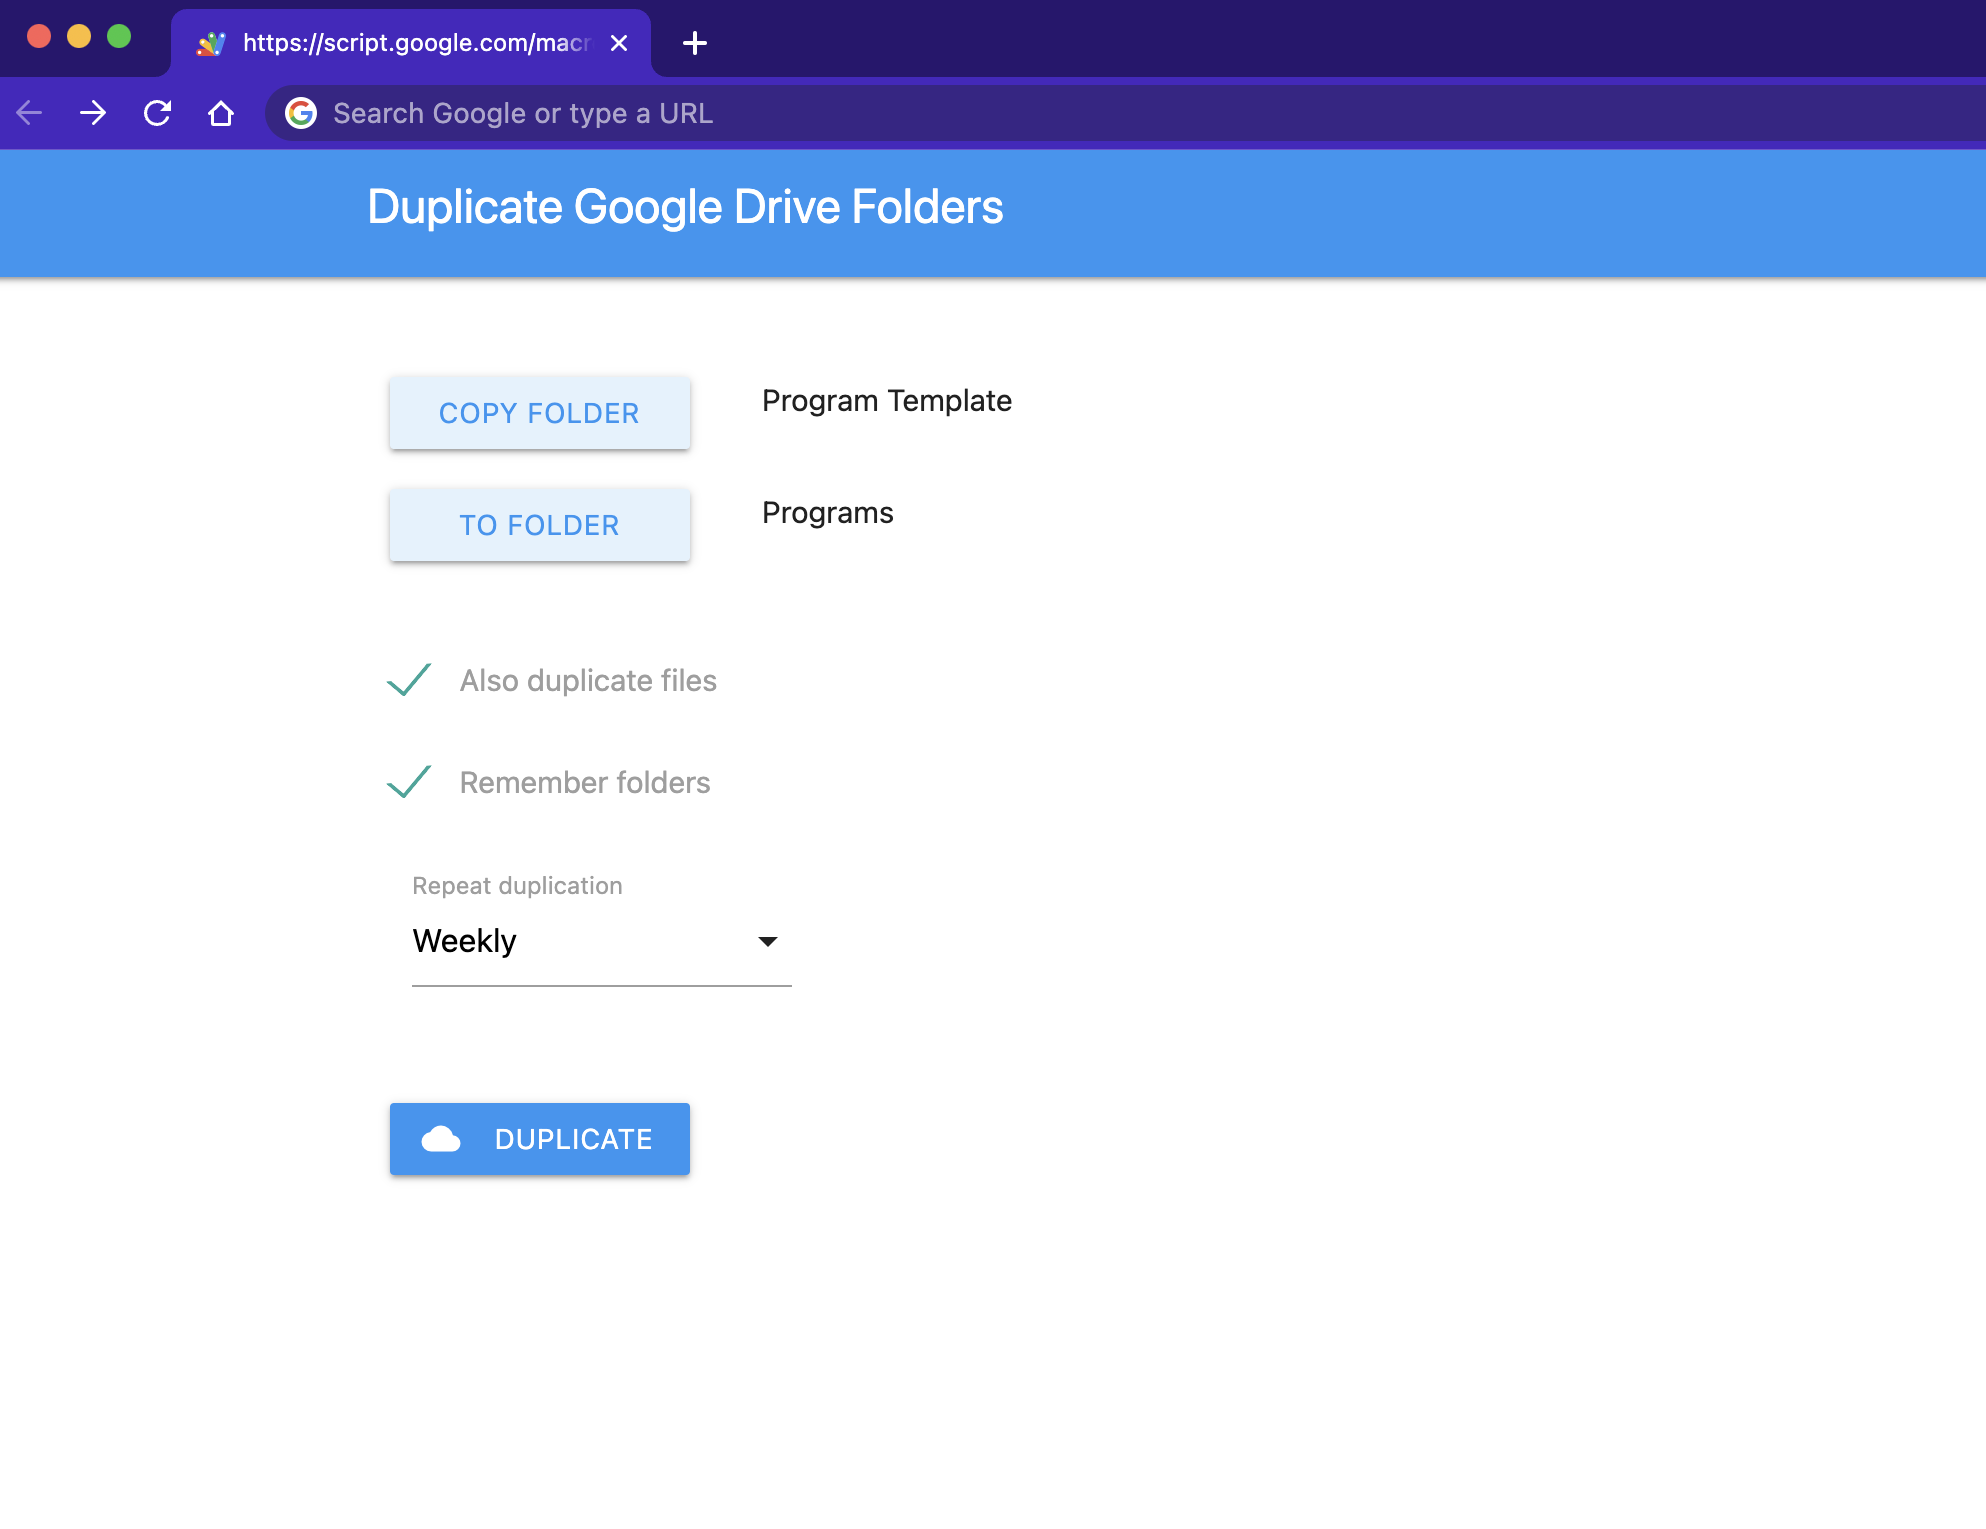 https://script.google.com/macr
Search Google or type a URL
Duplicate Google Drive Folders
COPY FOLDER
Program Template
TO FOLDER
Programs
Also duplicate files
Remember folders
Repeat duplication
Weekly
DUPLICATE